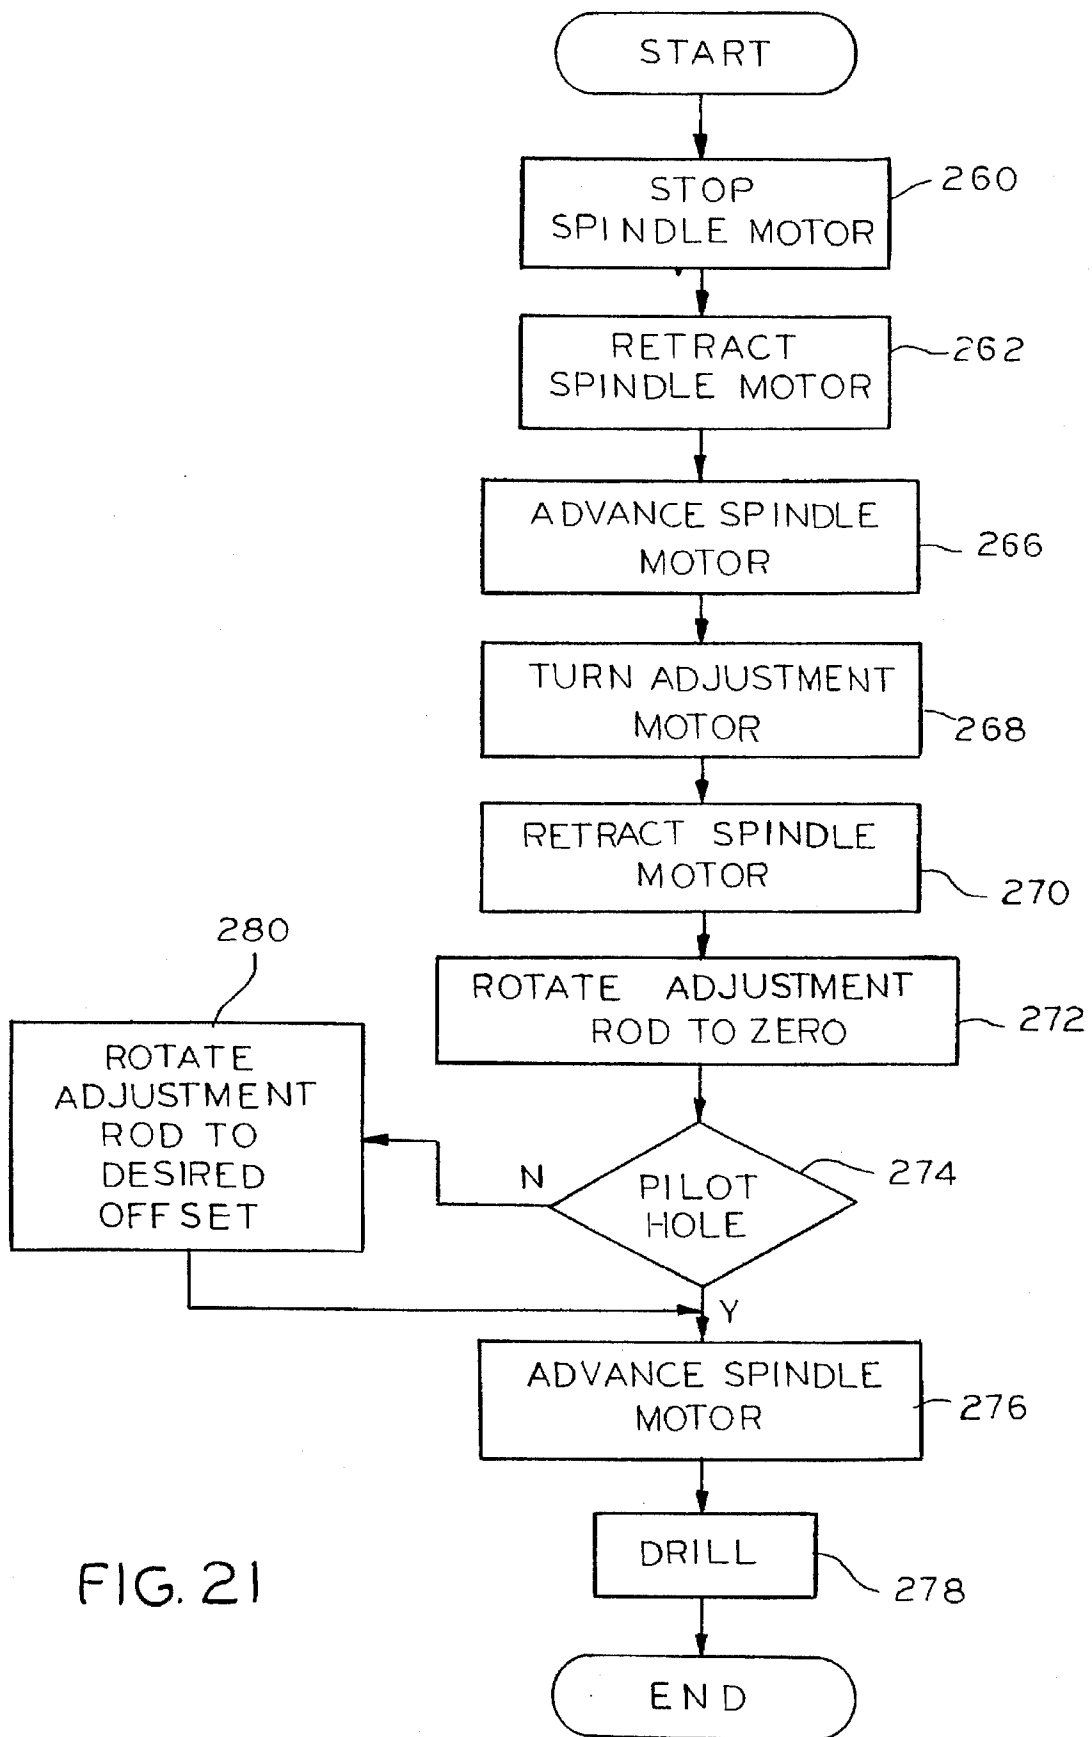 START
STOP
SPINDLE MOTOR
260
RETRACT
SPINDLE MOTOR
262
ADVANCE SPINDLE
MOTOR
266
TURN ADJUSTMENT
MOTOR
268
RETRACT SPINDLE
MOTOR
270
ROTATE ADJUSTMENT
ROD TO ZERO
272
280
ROTATE
ADJUSTMENT
ROD TO
DESIRED
OFFSET
N
PILOT
HOLE
274
Y
ADVANCE SPINDLE
MOTOR
276
DRILL
278
END
FIG. 21